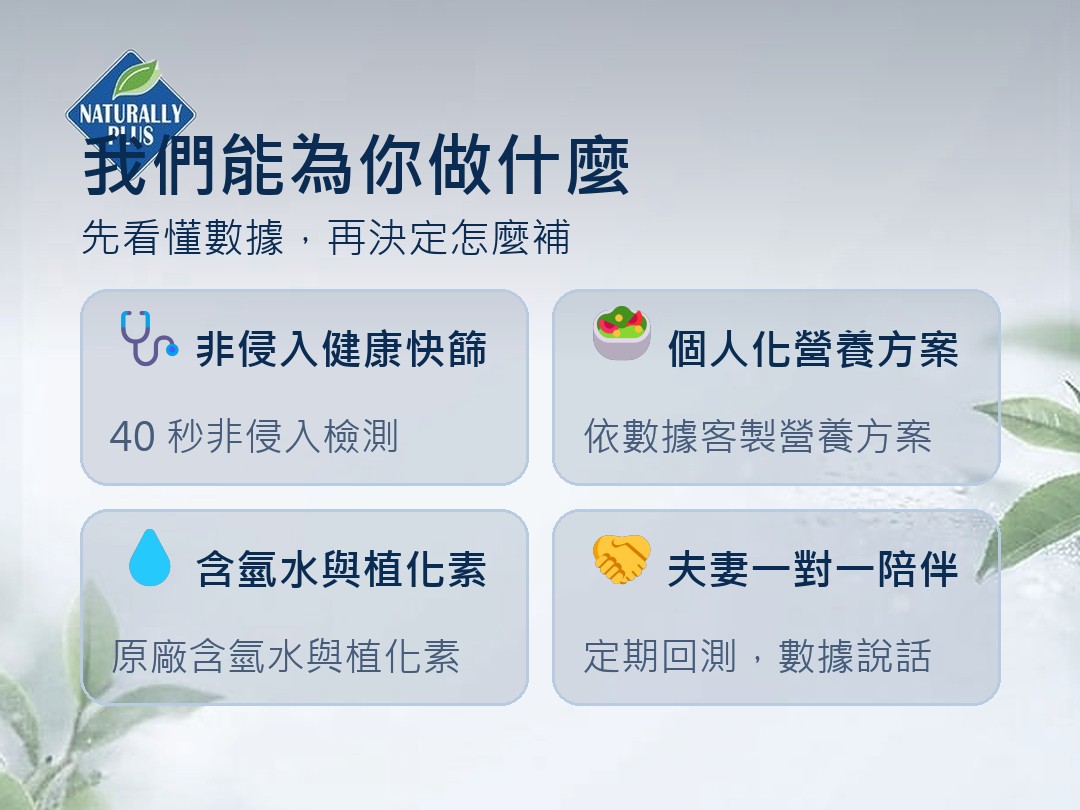 NATURALLY
PLUS
我們能為你做什麼
先看懂數據，再決定怎麼補
非侵入健康快篩
40 秒非侵入檢測
個人化營養方案
依數據客製營養方案
含氫水與植化素
原廠含氫水與植化素
夫妻一對一陪伴
定期回測，數據說話